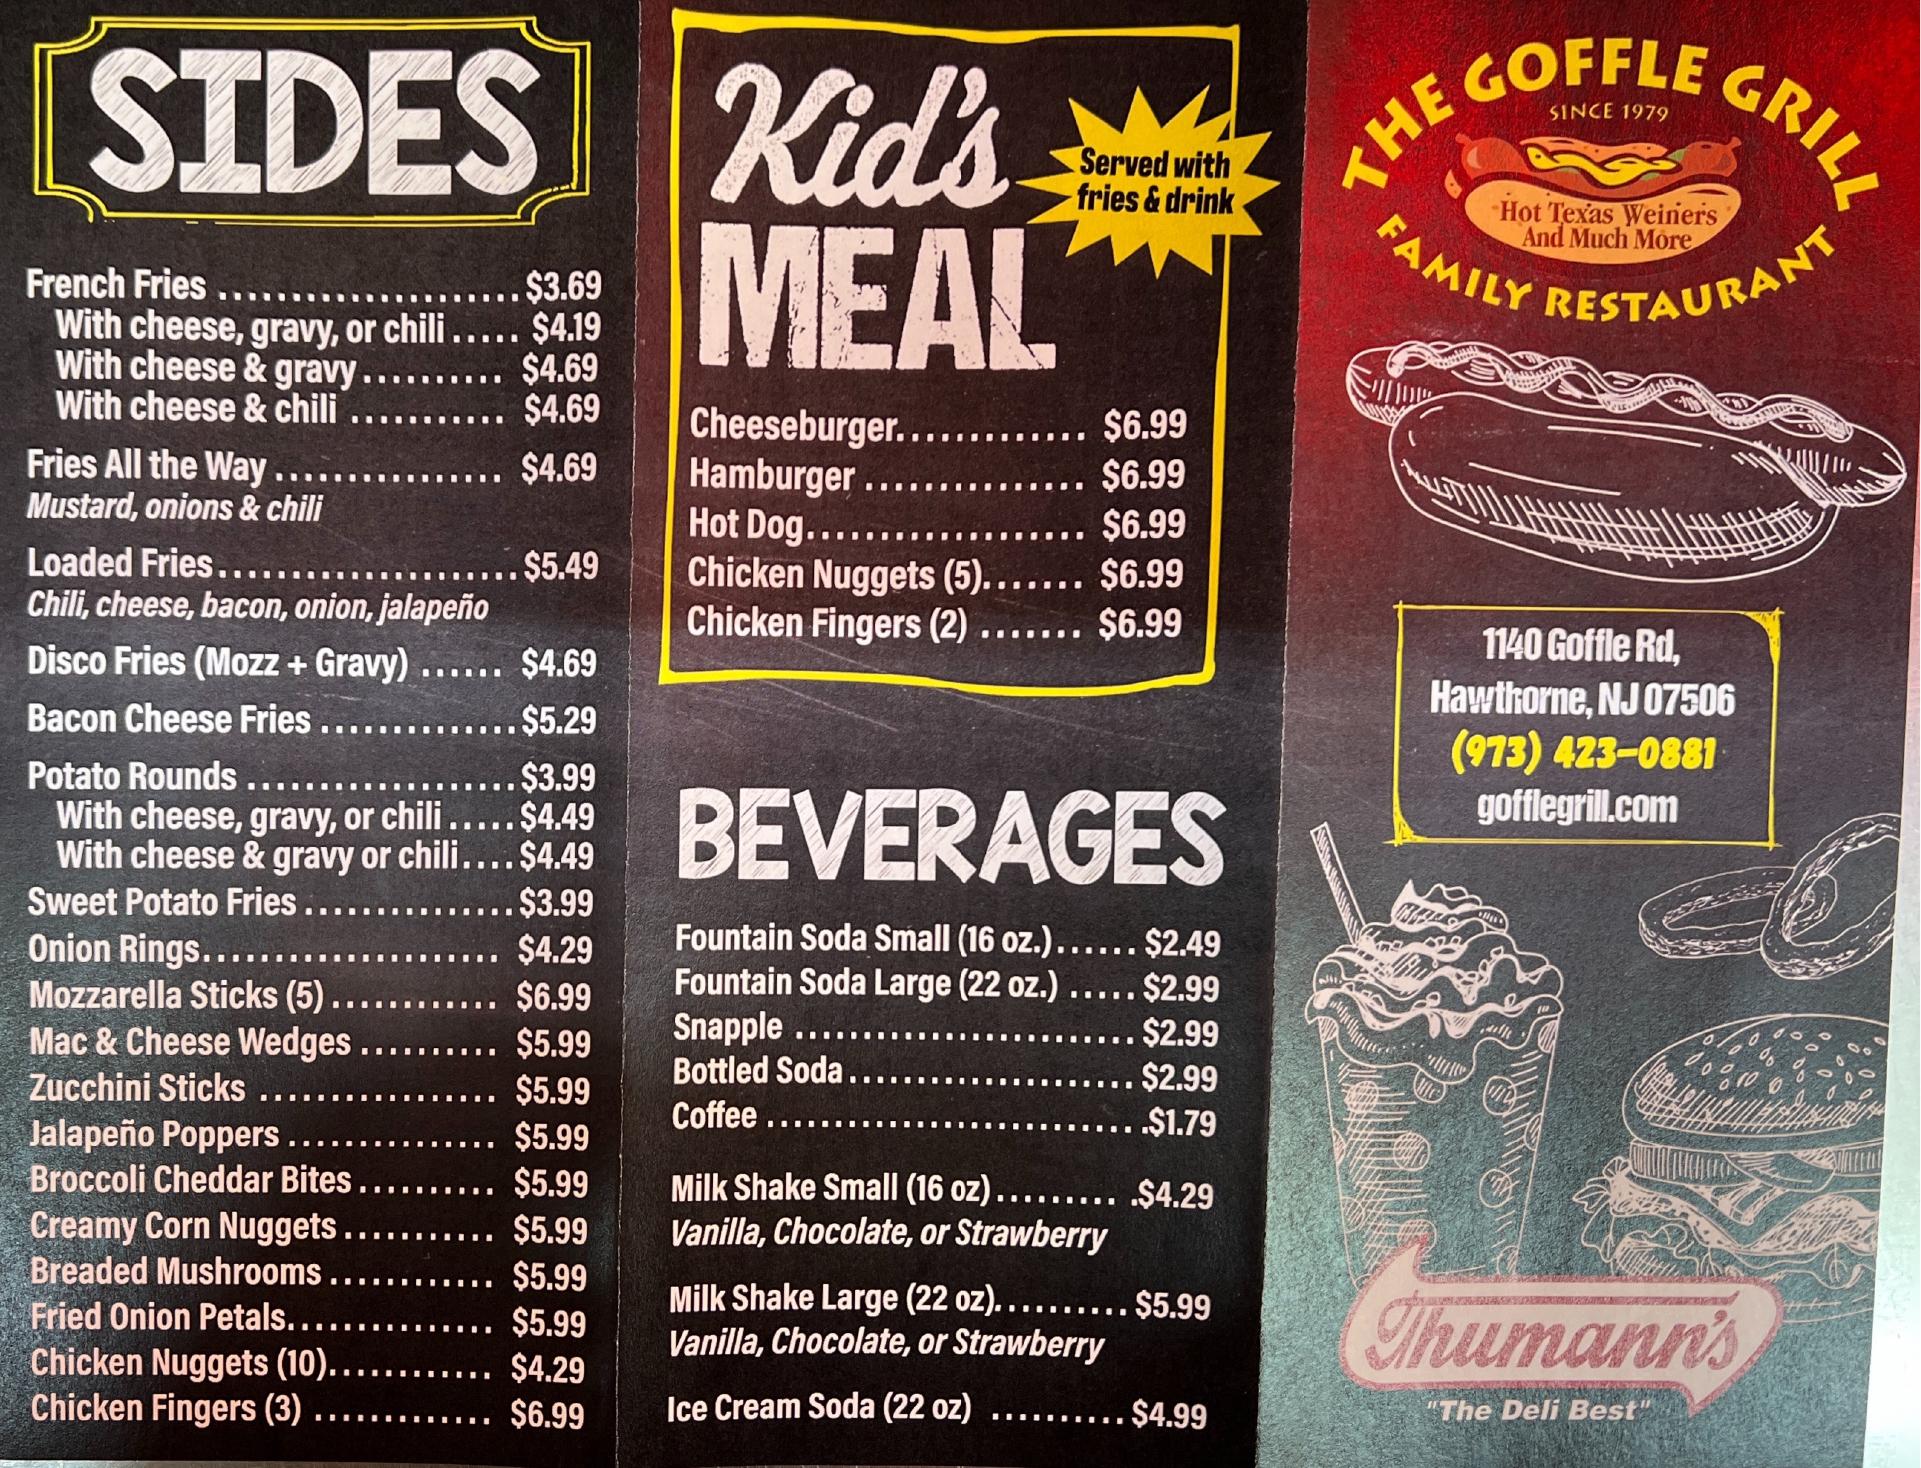 SIDES
French Fries ..................... $3.69
With cheese, gravy, or chili ..... $4.19
With cheese & gravy .......... $4.69
With cheese & chili ........... $4.69
Fries All the Way ................ $4.69
Mustard, onions & chili
Loaded Fries ..................... $5.49
Chili, cheese, bacon, onion, jalapeño
Disco Fries (Mozz + Gravy) ...... $4.69
Bacon Cheese Fries .............. $5.29
Potato Rounds ................... $3.99
With cheese, gravy, or chili ..... $4.49
With cheese & gravy or chili .... $4.49
Sweet Potato Fries ............... $3.99
Onion Rings ..................... $4.29
Mozzarella Sticks (5) ............ $6.99
Mac & Cheese Wedges .......... $5.99
Zucchini Sticks ................. $5.99
Jalapeño Poppers ............... $5.99
Broccoli Cheddar Bites .......... $5.99
Creamy Corn Nuggets ........... $5.99
Breaded Mushrooms ............ $5.99
Fried Onion Petals ............... $5.99
Chicken Nuggets (10) ............ $4.29
Chicken Fingers (3) ............. $6.99
Kid's
MEAL
Served with
fries & drink
Cheeseburger ............. $6.99
Hamburger ............... $6.99
Hot Dog ................... $6.99
Chicken Nuggets (5) ....... $6.99
Chicken Fingers (2) ....... $6.99
BEVERAGES
Fountain Soda Small (16 oz.) ...... $2.49
Fountain Soda Large (22 oz.) ..... $2.99
Snapple ........................ $2.99
Bottled Soda .................... $2.99
Coffee ........................... .$1.79
Milk Shake Small (16 oz) ......... .$4.29
Vanilla, Chocolate, or Strawberry
Milk Shake Large (22 oz). ......... $5.99
Vanilla, Chocolate, or Strawberry
Ice Cream Soda (22 oz) .......... $4.99
THE GOFFLE GRILL
SINCE 1979
Hot Texas Weiners
And Much More
FAMILY RESTAURANT
1140 Goffle Rd,
Hawthorne, NJ 07506
(973) 423-0881
gofflegrill.com
Thumann's
"The Deli Best"